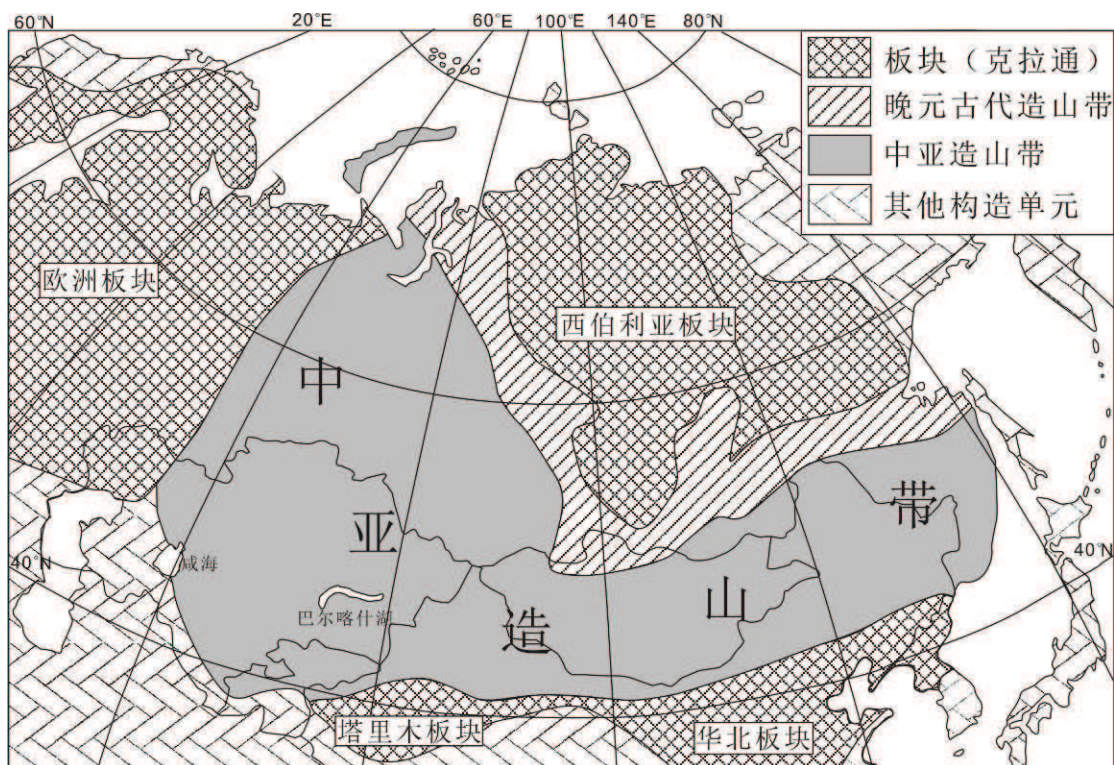 60°N
20°E
60°E
100°E
140°E
80°N
板块（克拉通）
晚元古代造山带
中亚造山带
其他构造单元
欧洲板块
西伯利亚板块
中
亚
造
山
带
咸海
巴尔喀什湖
40°N
40°N
塔里木板块
华北板块